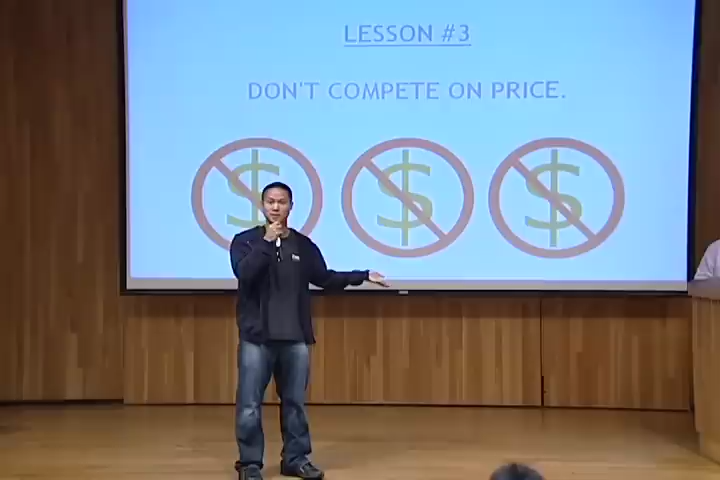 LESSON #3
DON'T COMPETE ON PRICE.
$ $ $